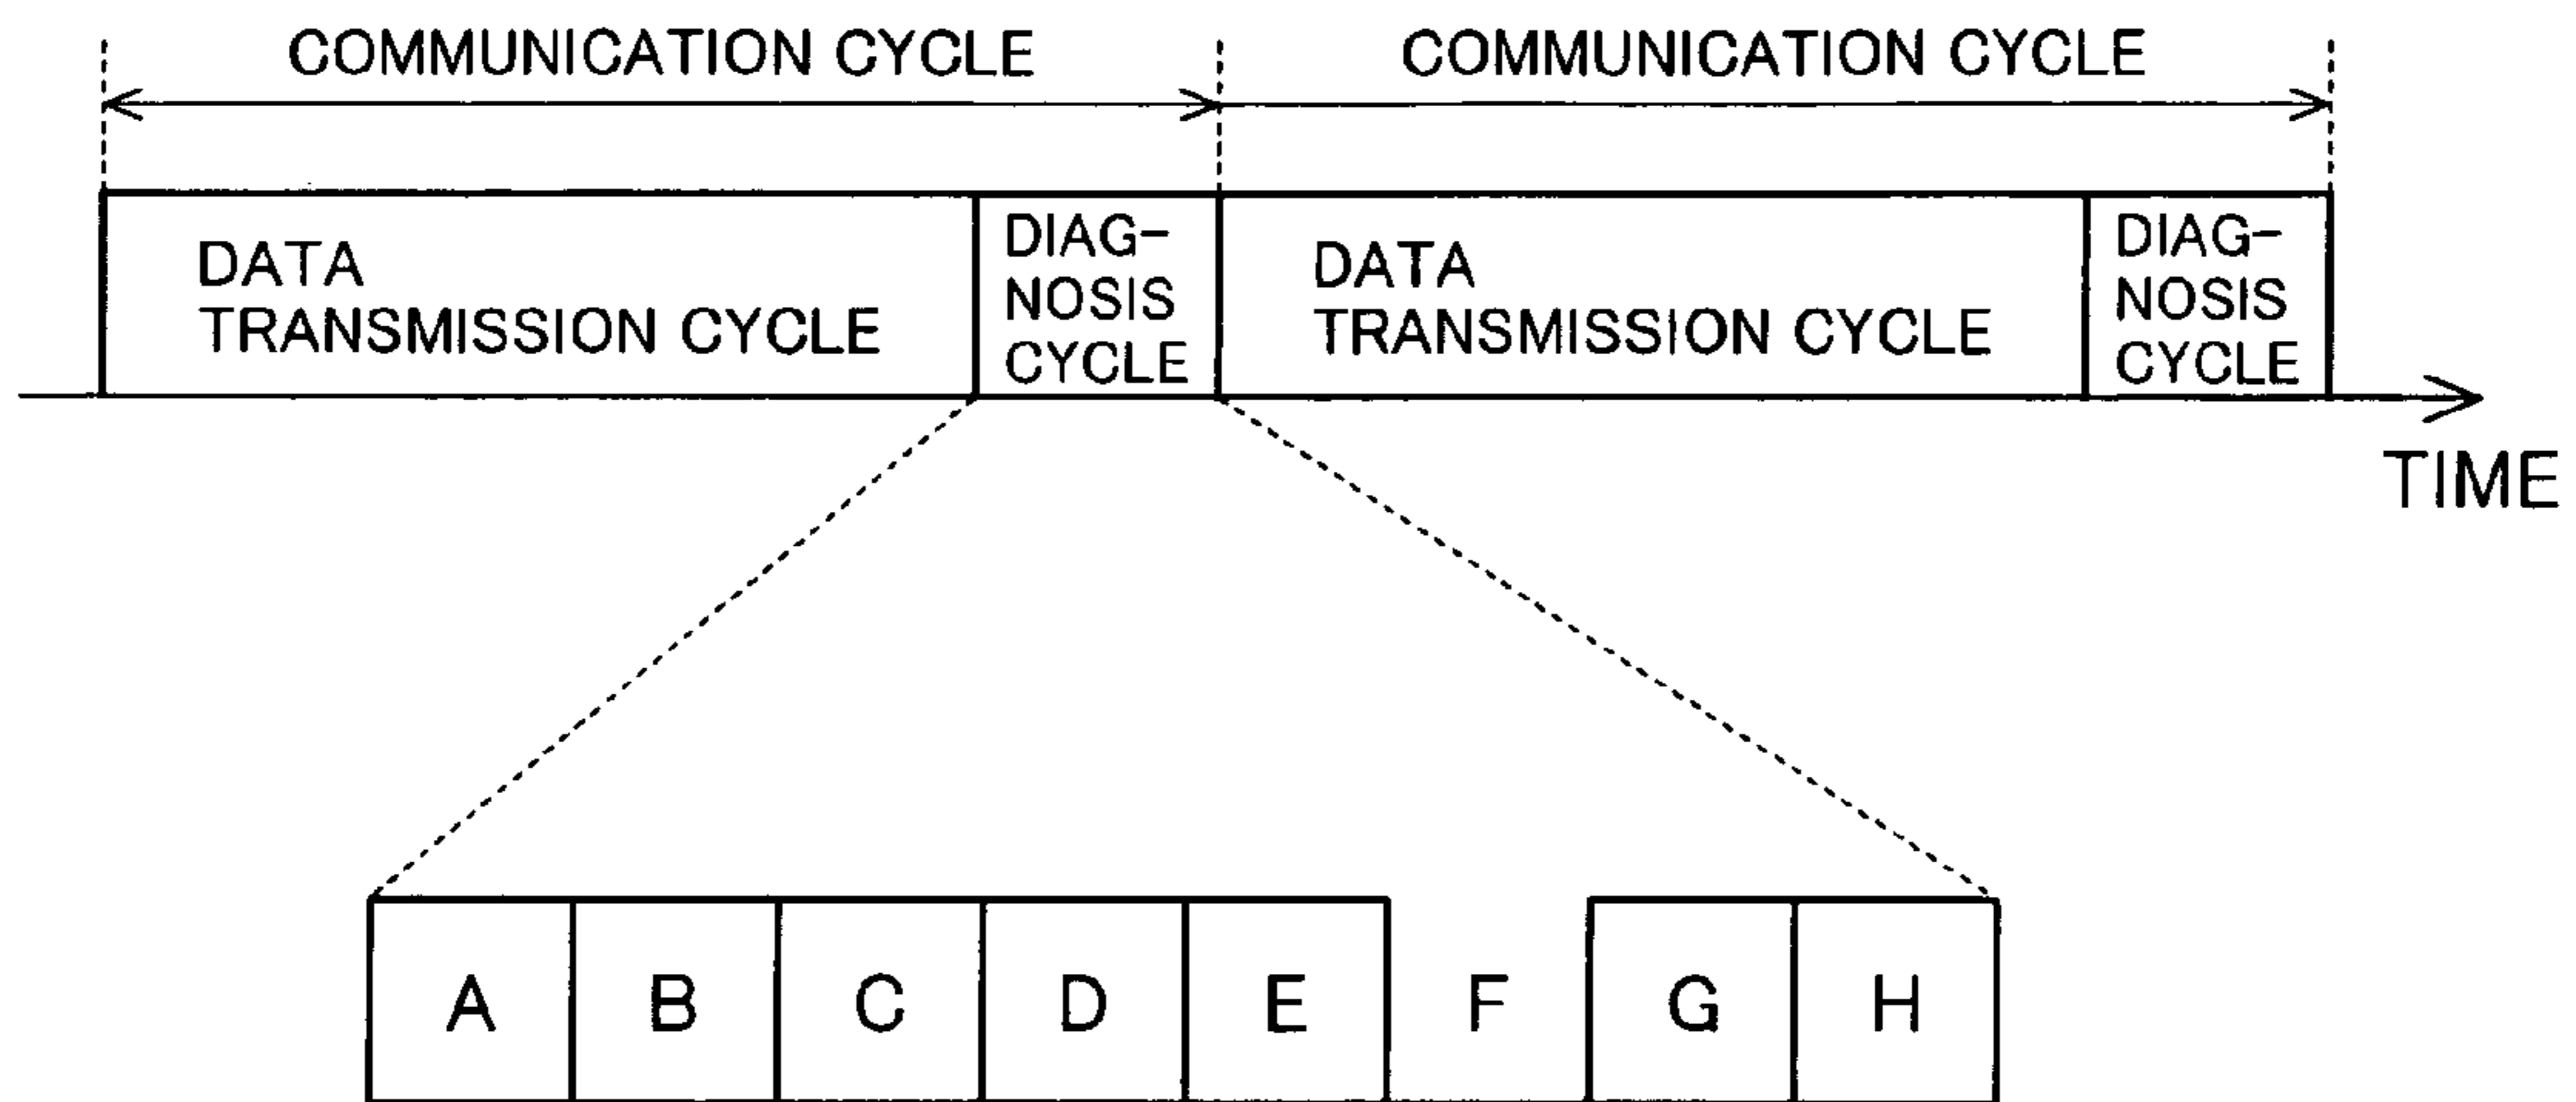 COMMUNICATION CYCLE COMMUNICATION CYCLE
DATA
TRANSMISSION CYCLE
DIAG-
NOSIS
CYCLE
DATA
TRANSMISSION CYCLE
DIAG-
NOSIS
CYCLE
TIME
A B C D E F G H